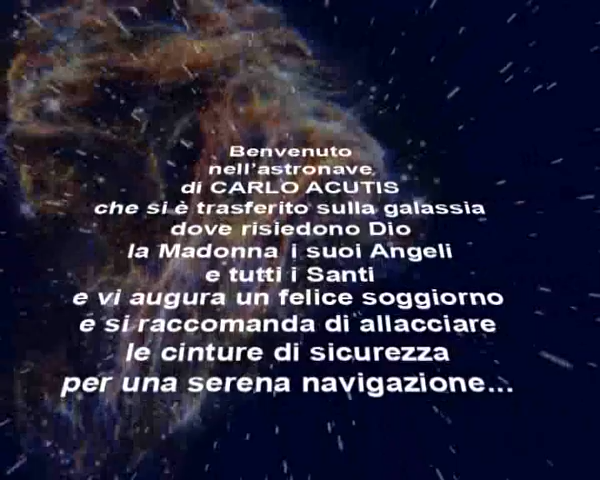 Benvenuto
nell'astronave
di CARLO ACUTIS
che si è trasferito sulla galassia
dove risiedono Dio
la Madonna i suoi Angeli
e tutti i Santi
e vi augura un felice soggiorno
e si raccomanda di allacciare
le cinture di sicurezza
per una serena navigazione...